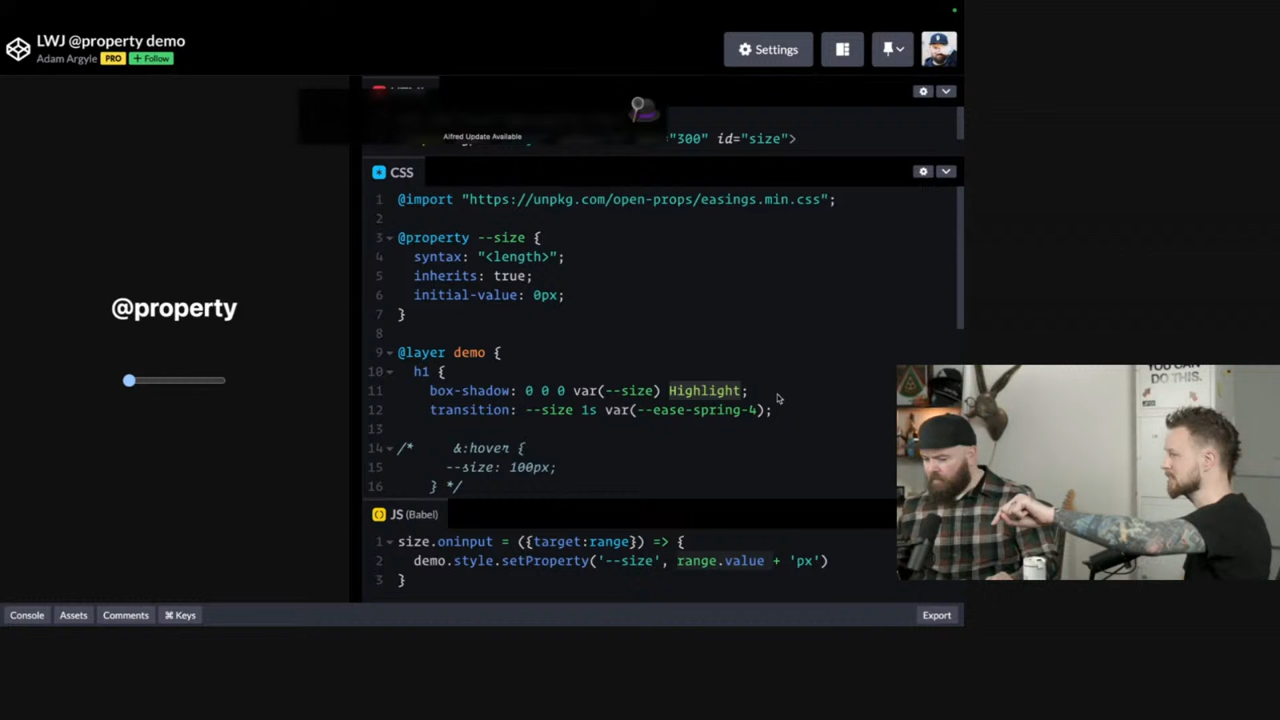 LWJ @property demo
Adam Argyle PRO + Follow
Settings
Alfred Update Available
="300" id="size">
CSS
1 @import "https://unpkg.com/open-props/easings.min.css";
2
3 @property --size {
4 syntax: "<length>";
5 inherits: true;
6 initial-value: 0px;
7 }
8
9 @layer demo {
10 h1 {
11 box-shadow: 0 0 0 var(--size) Highlight;
12 transition: --size 1s var(--ease-spring-4);
13
14 /* &:hover {
15 --size: 100px;
16 } */
@property
JS (Babel)
1 size.oninput = ({target:range}) => {
2 demo.style.setProperty('--size', range.value + 'px')
3 }
YOU CAN
DO THIS.
Console Assets Comments ⌘ Keys Export